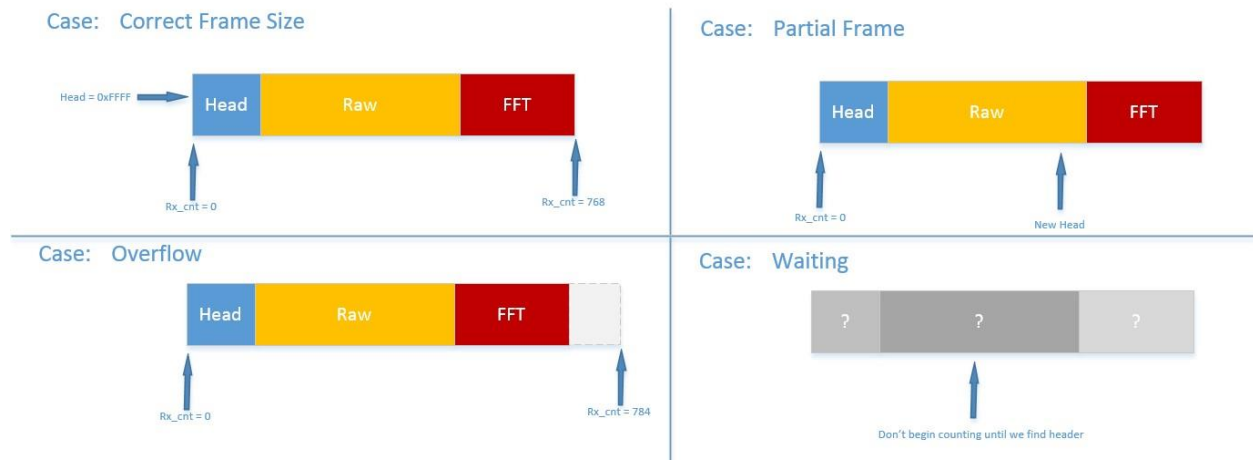 Case: Correct Frame Size
Head = 0xFFFF
Head Raw FFT
Rx_cnt = 0
Rx_cnt = 768
Case: Partial Frame
Head Raw FFT
Rx_cnt = 0
New Head
Case: Overflow
Head Raw FFT
Rx_cnt = 0
Rx_cnt = 784
Case: Waiting
? ? ?
Don't begin counting until we find header